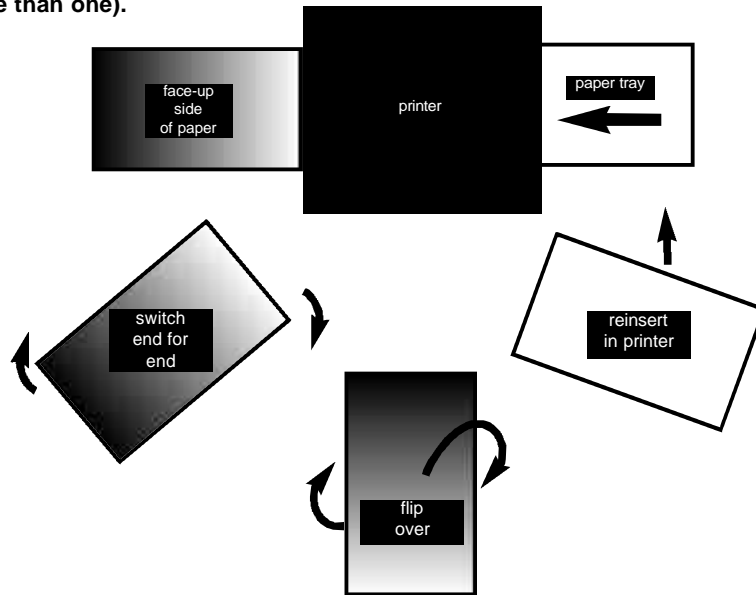 e than one).
face-up
side
of paper
printer
paper tray
switch
end for
end
reinsert
in printer
flip
over